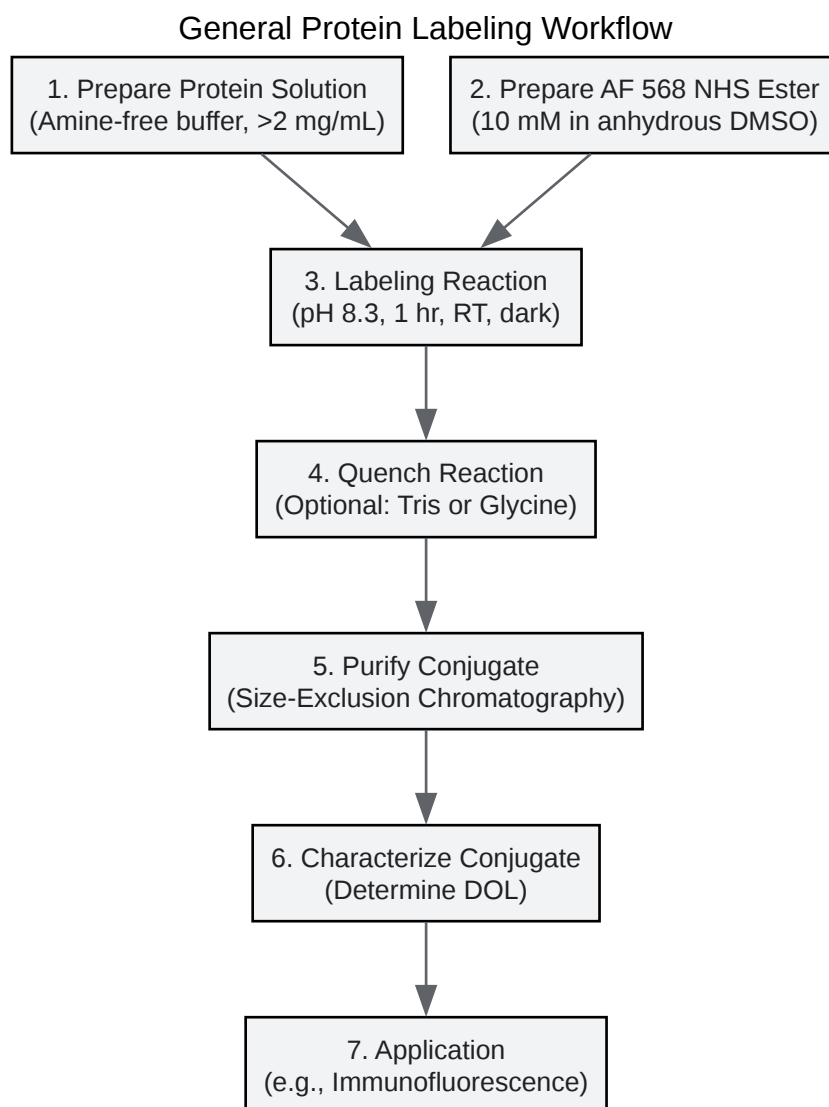 General Protein Labeling Workflow
1. Prepare Protein Solution
(Amine-free buffer, >2 mg/mL)
2. Prepare AF 568 NHS Ester
(10 mM in anhydrous DMSO)
3. Labeling Reaction
(pH 8.3, 1 hr, RT, dark)
4. Quench Reaction
(Optional: Tris or Glycine)
5. Purify Conjugate
(Size-Exclusion Chromatography)
6. Characterize Conjugate
(Determine DOL)
7. Application
(e.g., Immunofluorescence)